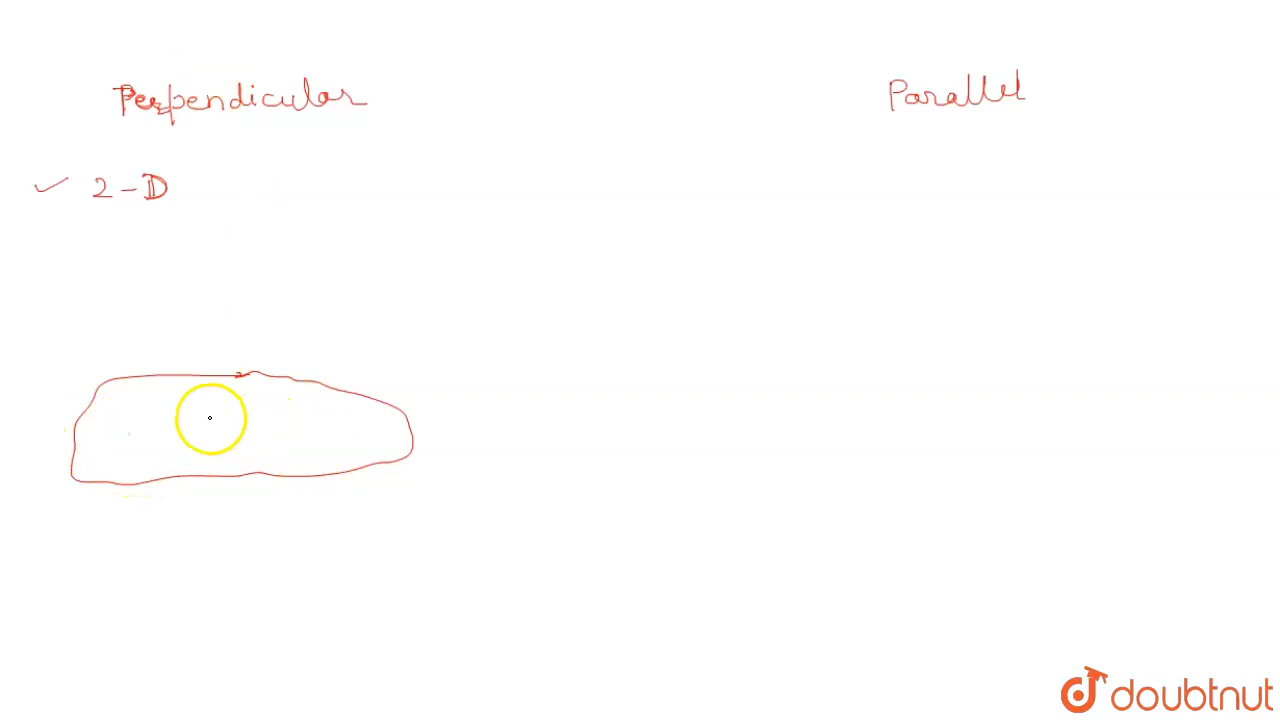 Perpendicular
Parallel
✓ 2-D
doubtnut